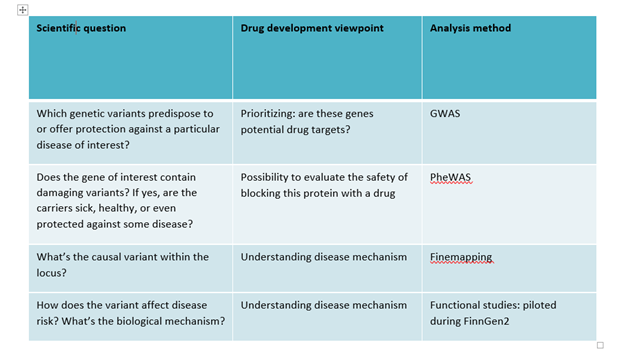 Scientific question
Drug development viewpoint
Analysis method
Which genetic variants predispose to
or offer protection against a particular
disease of interest?
Prioritizing: are these genes
potential drug targets?
GWAS
Does the gene of interest contain
damaging variants? If yes, are the
carriers sick, healthy, or even
protected against some disease?
Possibility to evaluate the safety of
blocking this protein with a drug
PheWAS
What's the causal variant within the
locus?
Understanding disease mechanism
Finemapping
How does the variant affect disease
risk? What's the biological mechanism?
Understanding disease mechanism
Functional studies: piloted
during FinnGen2